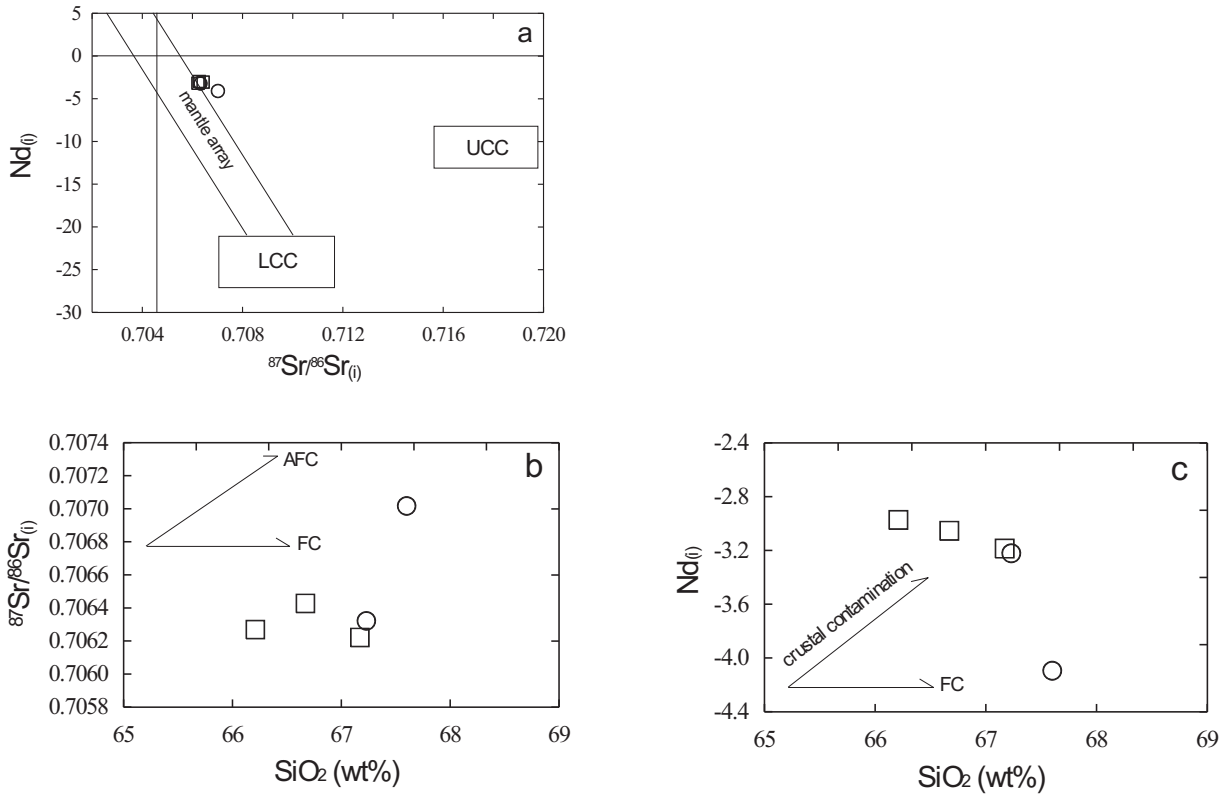 a
5
0
-5
-10
-15
-20
-25
-30
Nd(i)
mantle array
UCC
LCC
0.704 0.708 0.712 0.716 0.720
87Sr/86Sr(i)
b
0.7074
0.7072
0.7070
0.7068
0.7066
0.7064
0.7062
0.7060
0.7058
87Sr/86Sr(i)
AFC
FC
65 66 67 68 69
SiO2 (wt%)
c
-2.4
-2.8
-3.2
-3.6
-4.0
-4.4
Nd(i)
crustal contamination
FC
65 66 67 68 69
SiO2 (wt%)